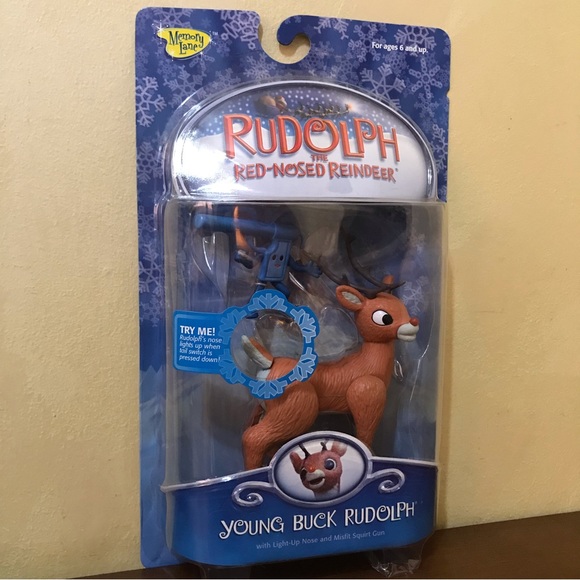 Memory
Lane™
For ages 6 and up.
RUDOLPH
THE
RED-NOSED REINDEER®
TRY ME!
Rudolph's nose
lights up when
tail switch is
pressed down!
YOUNG BUCK RUDOLPH®
with Light-Up Nose and Misfit Squirt Gun